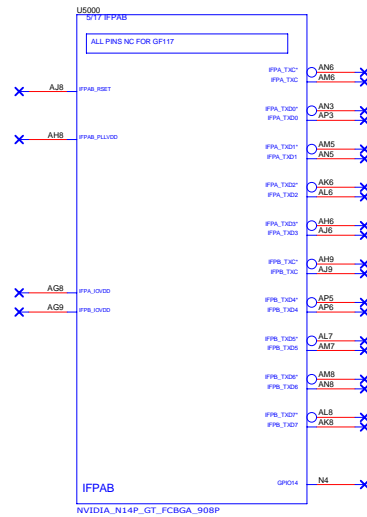 U5000
5/17 IFPAB
ALL PINS NC FOR GF117
IFPA_TXC* AN6
IFPA_TXC AM6
AJ8 IFPAB_RSET
IFPA_TXD0* AN3
IFPA_TXD0 AP3
AH8 IFPAB_PLLVDD
IFPA_TXD1* AM5
IFPA_TXD1 AN5
IFPA_TXD2* AK6
IFPA_TXD2 AL6
IFPA_TXD3* AH6
IFPA_TXD3 AJ6
IFPB_TXC* AH9
IFPB_TXC AJ9
AG8 IFPA_IOVDD
IFPB_TXD4* AP5
AG9 IFPB_IOVDD
IFPB_TXD4 AP6
IFPB_TXD5* AL7
IFPB_TXD5 AM7
IFPB_TXD6* AM8
IFPB_TXD6 AN8
IFPB_TXD7* AL8
IFPB_TXD7 AK8
IFPAB
GPIO14 N4
NVIDIA_N14P_GT_FCBGA_908P